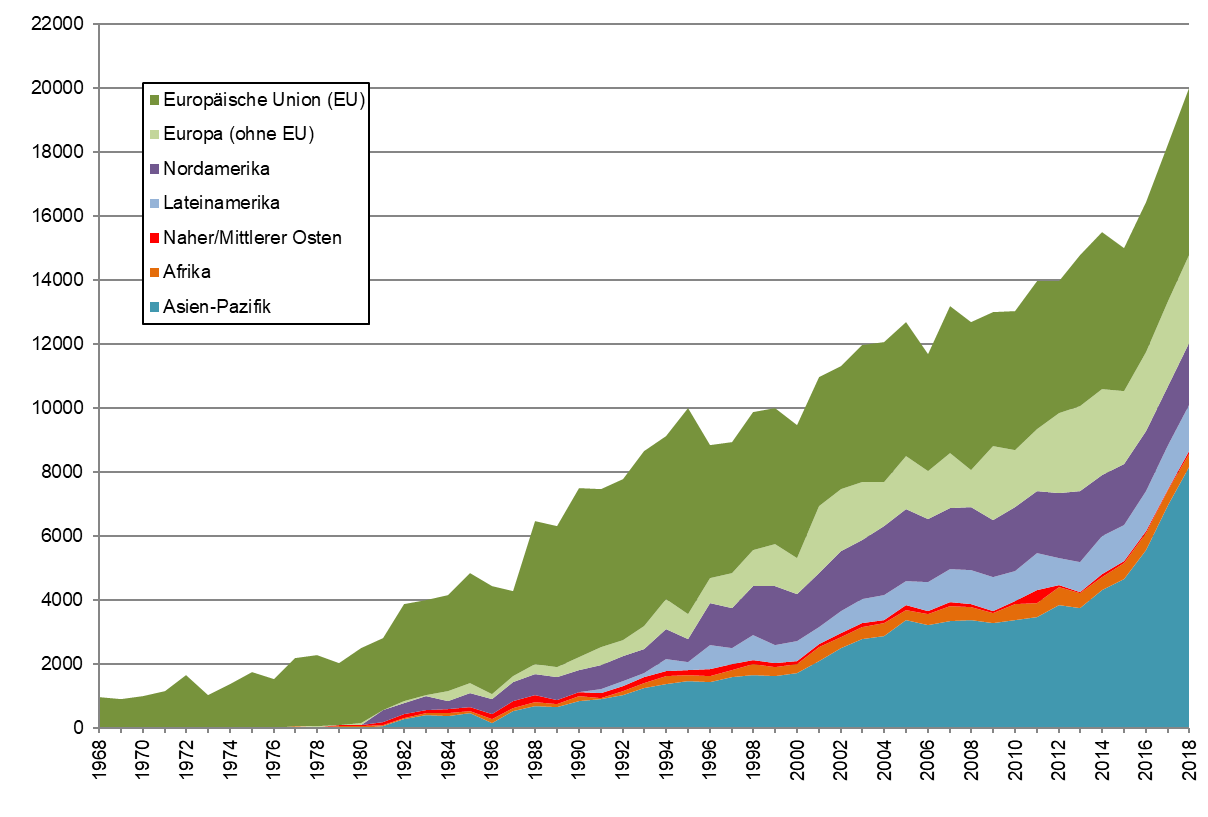 22000
20000
18000
16000
14000
12000
10000
8000
6000
4000
2000
0
Europäische Union (EU)
Europa (ohne EU)
Nordamerika
Lateinamerika
Naher/Mittlerer Osten
Afrika
Asien-Pazifik
1968 1970 1972 1974 1976 1978 1980 1982 1984 1986 1988 1990 1992 1994 1996 1998 2000 2002 2004 2006 2008 2010 2012 2014 2016 2018